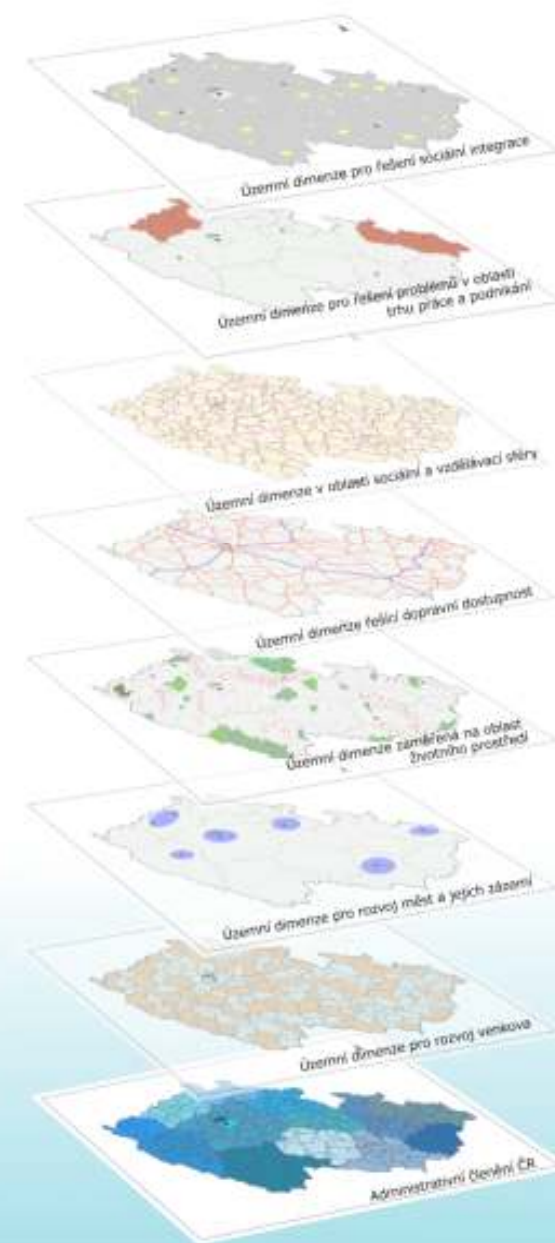 Územní dimenze pro řešení sociální integrace
Územní dimenze pro řešení problémů v oblasti
trhu práce a podnikání
Územní dimenze v oblasti sociální a vzdělávací sféry
Územní dimenze řešící dopravní dostupnost
Územní dimenze zaměřená na oblast
životního prostředí
Územní dimenze pro rozvoj měst a jejich zázemí
Územní dimenze pro rozvoj venkova
Administrativní členění ČR